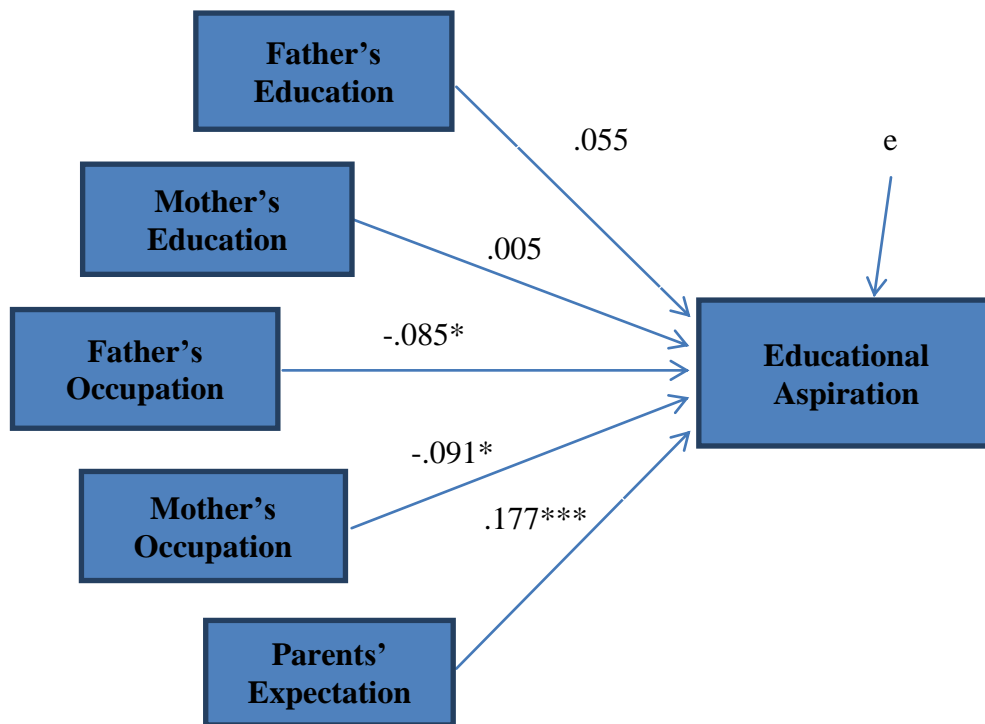 Father’s
Education
.055
e
Mother’s
Education
.005
-.085*
Father’s
Occupation
Educational
Aspiration
-.091*
Mother’s
Occupation
.177***
Parents’
Expectation